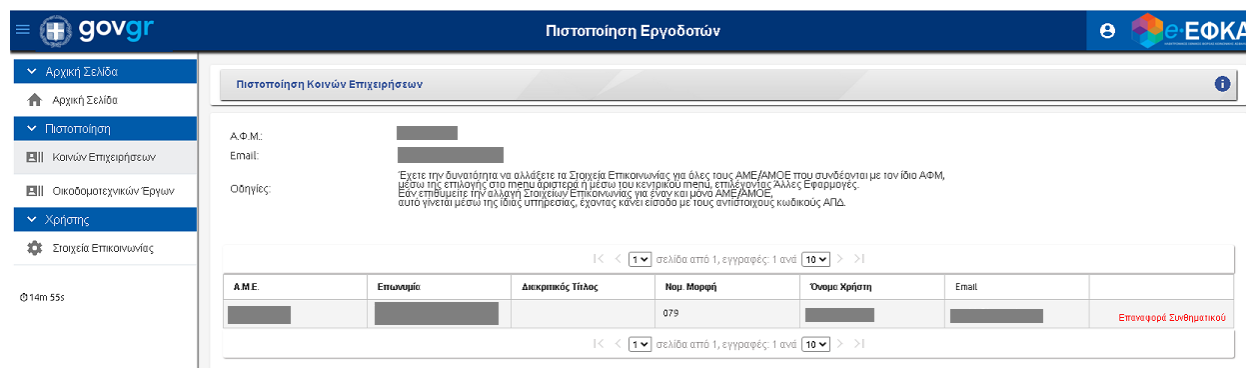 govgr
Πιστοποίηση Εργοδοτών
e-ΕΦΚΑ
Αρχική Σελίδα
Αρχική Σελίδα
Πιστοποίηση
Κοινών Επιχειρήσεων
Οικοδομοτεχνικών Έργων
Χρήστης
Στοιχεία Επικοινωνίας
14m 55s
Πιστοποίηση Κοινών Επιχειρήσεων
Α.Φ.Μ.:
Email:
Οδηγίες:
Έχετε την δυνατότητα να αλλάξετε τα Στοιχεία Επικοινωνίας για όλες τους ΑΜΕ/ΑΜΟΕ που συνδέονται με τον ίδιο ΑΦΜ,
μέσω της επιλογής στο menu αριστερά ή μέσω του κεντρικού menu, επιλέγοντας Άλλες Εφαρμογές.
Εάν επιθυμείτε την αλλαγή Στοιχείων Επικοινωνίας για έναν και μόνο ΑΜΕ/ΑΜΟΕ,
αυτό γίνεται μέσω της ίδιας υπηρεσίας, έχοντας κάνει είσοδο με τους αντίστοιχους κωδικούς ΑΠΔ.
1 σελίδα από 1, εγγραφές: 1 ανά 10
Α.Μ.Ε. Επωνυμία Διακριτικός Τίτλος Νομ. Μορφή Όνομα Χρήστη Email
079 Επαναφορά Συνθηματικού
1 σελίδα από 1, εγγραφές: 1 ανά 10